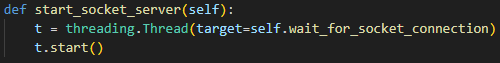 def start_socket_server(self):
    t = threading.Thread(target=self.wait_for_socket_connection)
    t.start()